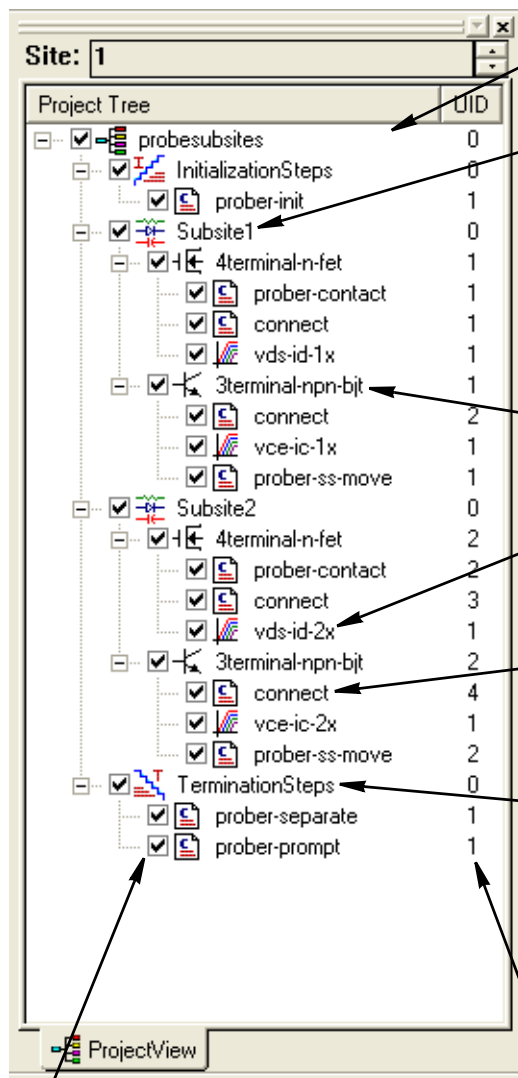 Site: 1
Project Tree UID
probesubsites 0
InitializationSteps 0
prober-init 1
Subsite1 0
4terminal-n-fet 1
prober-contact 1
connect 1
vds-id-1x 1
3terminal-npn-bjt 1
connect 2
vce-ic-1x 1
prober-ss-move 1
Subsite2 0
4terminal-n-fet 2
prober-contact 2
connect 3
vds-id-2x 1
3terminal-npn-bjt 2
connect 4
vce-ic-2x 1
prober-ss-move 2
TerminationSteps 0
prober-separate 1
prober-prompt 1
ProjectView